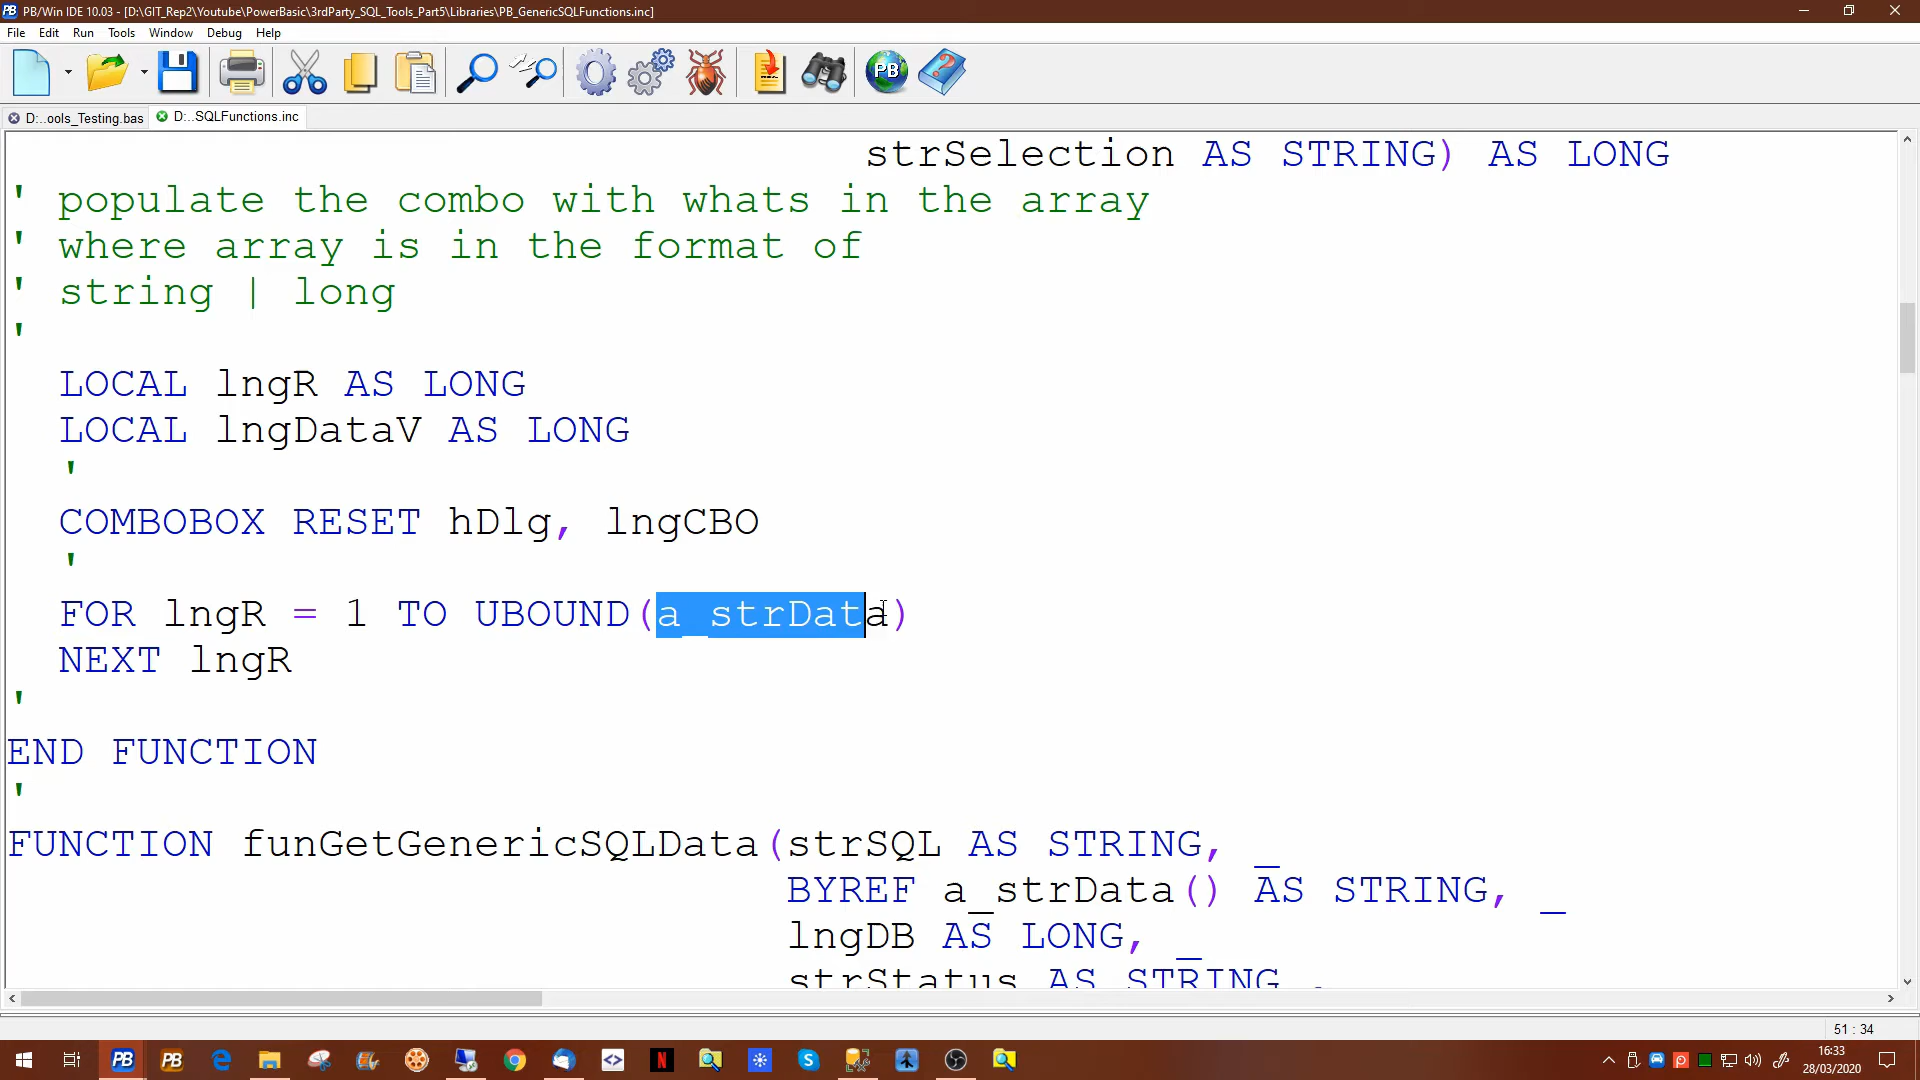 PB/Win IDE 10.03 - [D:\GIT_Rep2\Youtube\PowerBasic\3rdParty_SQL_Tools_Part5\Libraries\PB_GenericSQLFunctions.inc]
File Edit Run Tools Window Debug Help
PB
D:..ools_Testing.bas D:..SQLFunctions.inc
strSelection AS STRING) AS LONG
' populate the combo with whats in the array
' where array is in the format of
' string | long
'
LOCAL lngR AS LONG
LOCAL lngDataV AS LONG
'
COMBOBOX RESET hDlg, lngCBO
'
FOR lngR = 1 TO UBOUND(a_strData)
NEXT lngR
'
END FUNCTION
'
FUNCTION funGetGenericSQLData(strSQL AS STRING, _
BYREF a_strData() AS STRING, _
lngDB AS LONG, _
strStatus AS STRING, _
51 : 34
16:33
28/03/2020